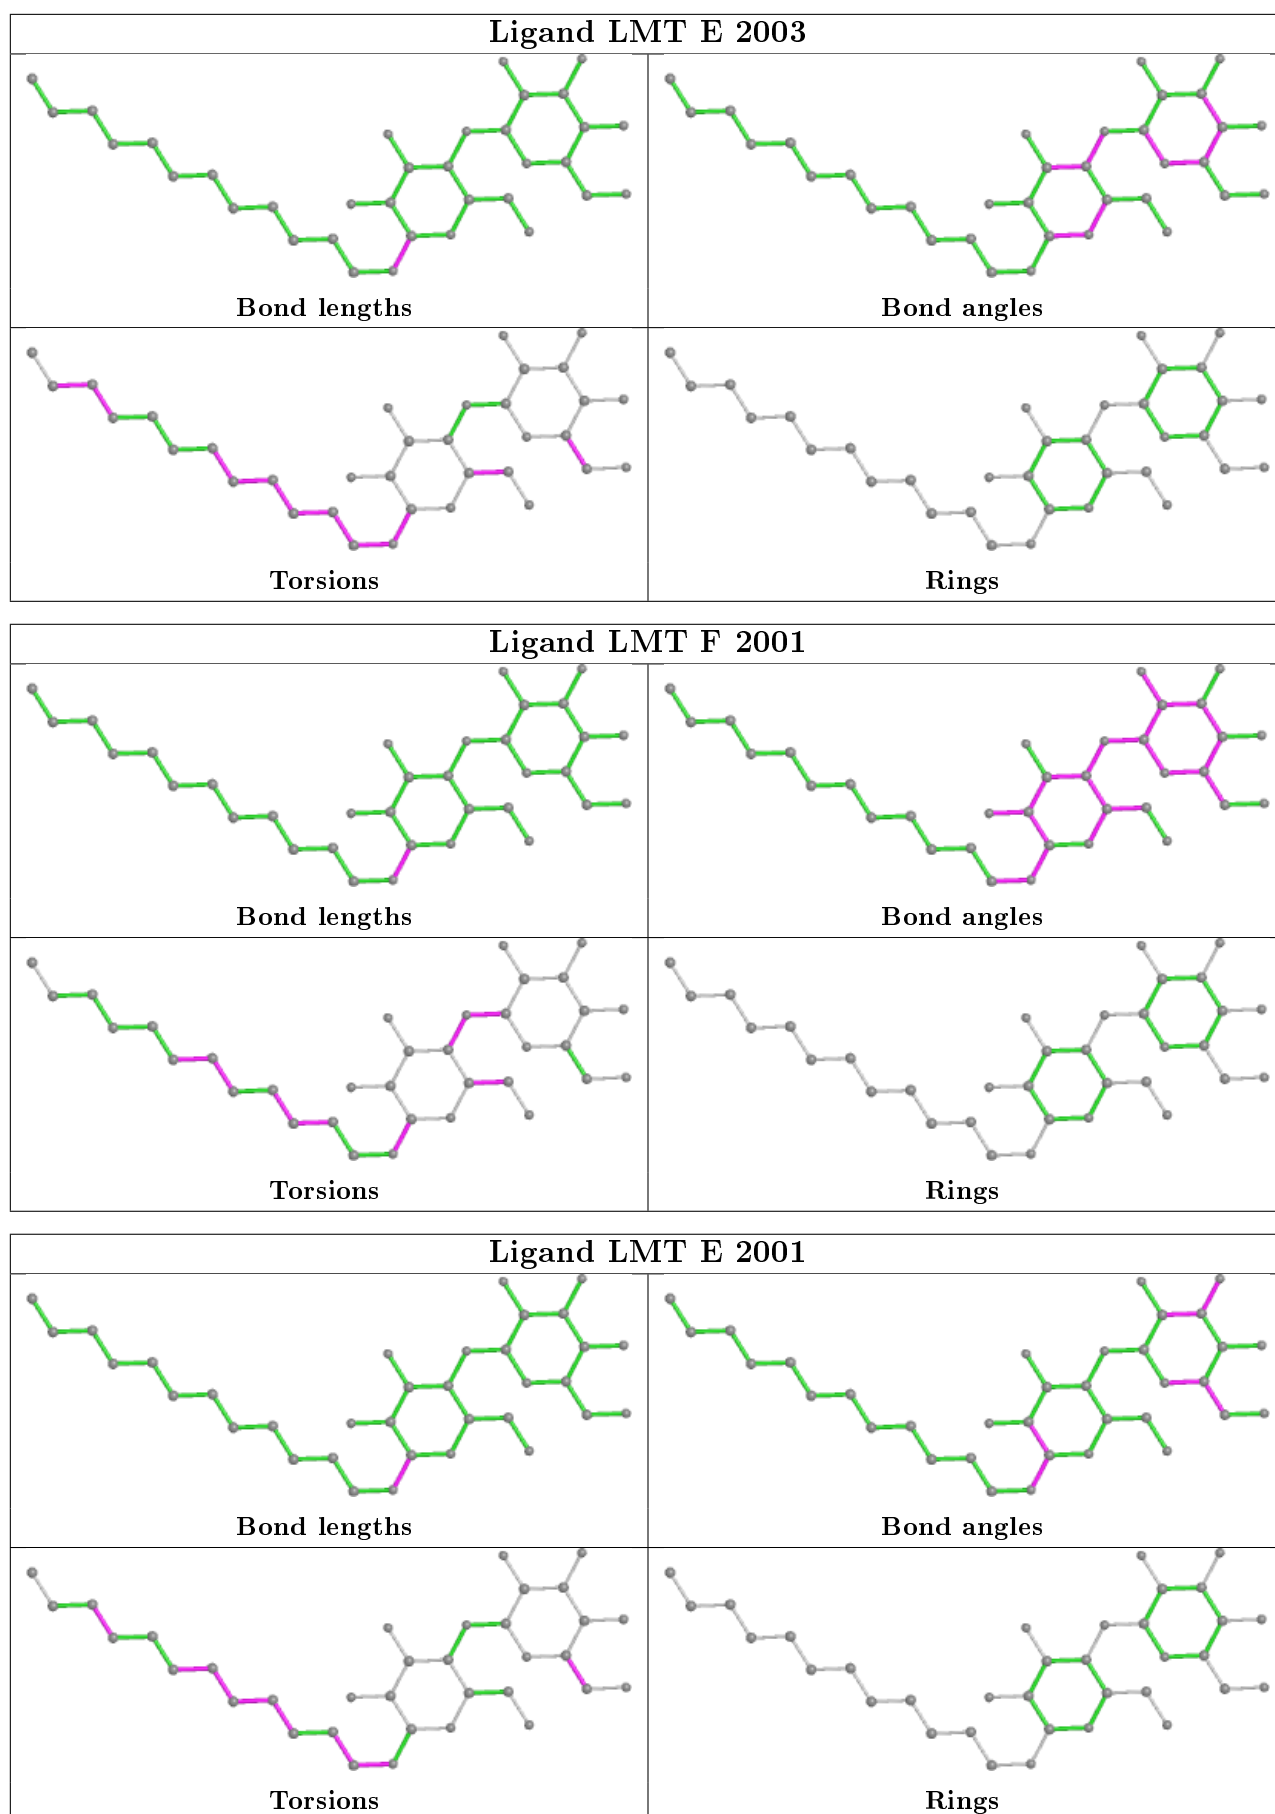 Ligand LMT E 2003
Bond lengths
Bond angles
Torsions
Rings
Ligand LMT F 2001
Bond lengths
Bond angles
Torsions
Rings
Ligand LMT E 2001
Bond lengths
Bond angles
Torsions
Rings